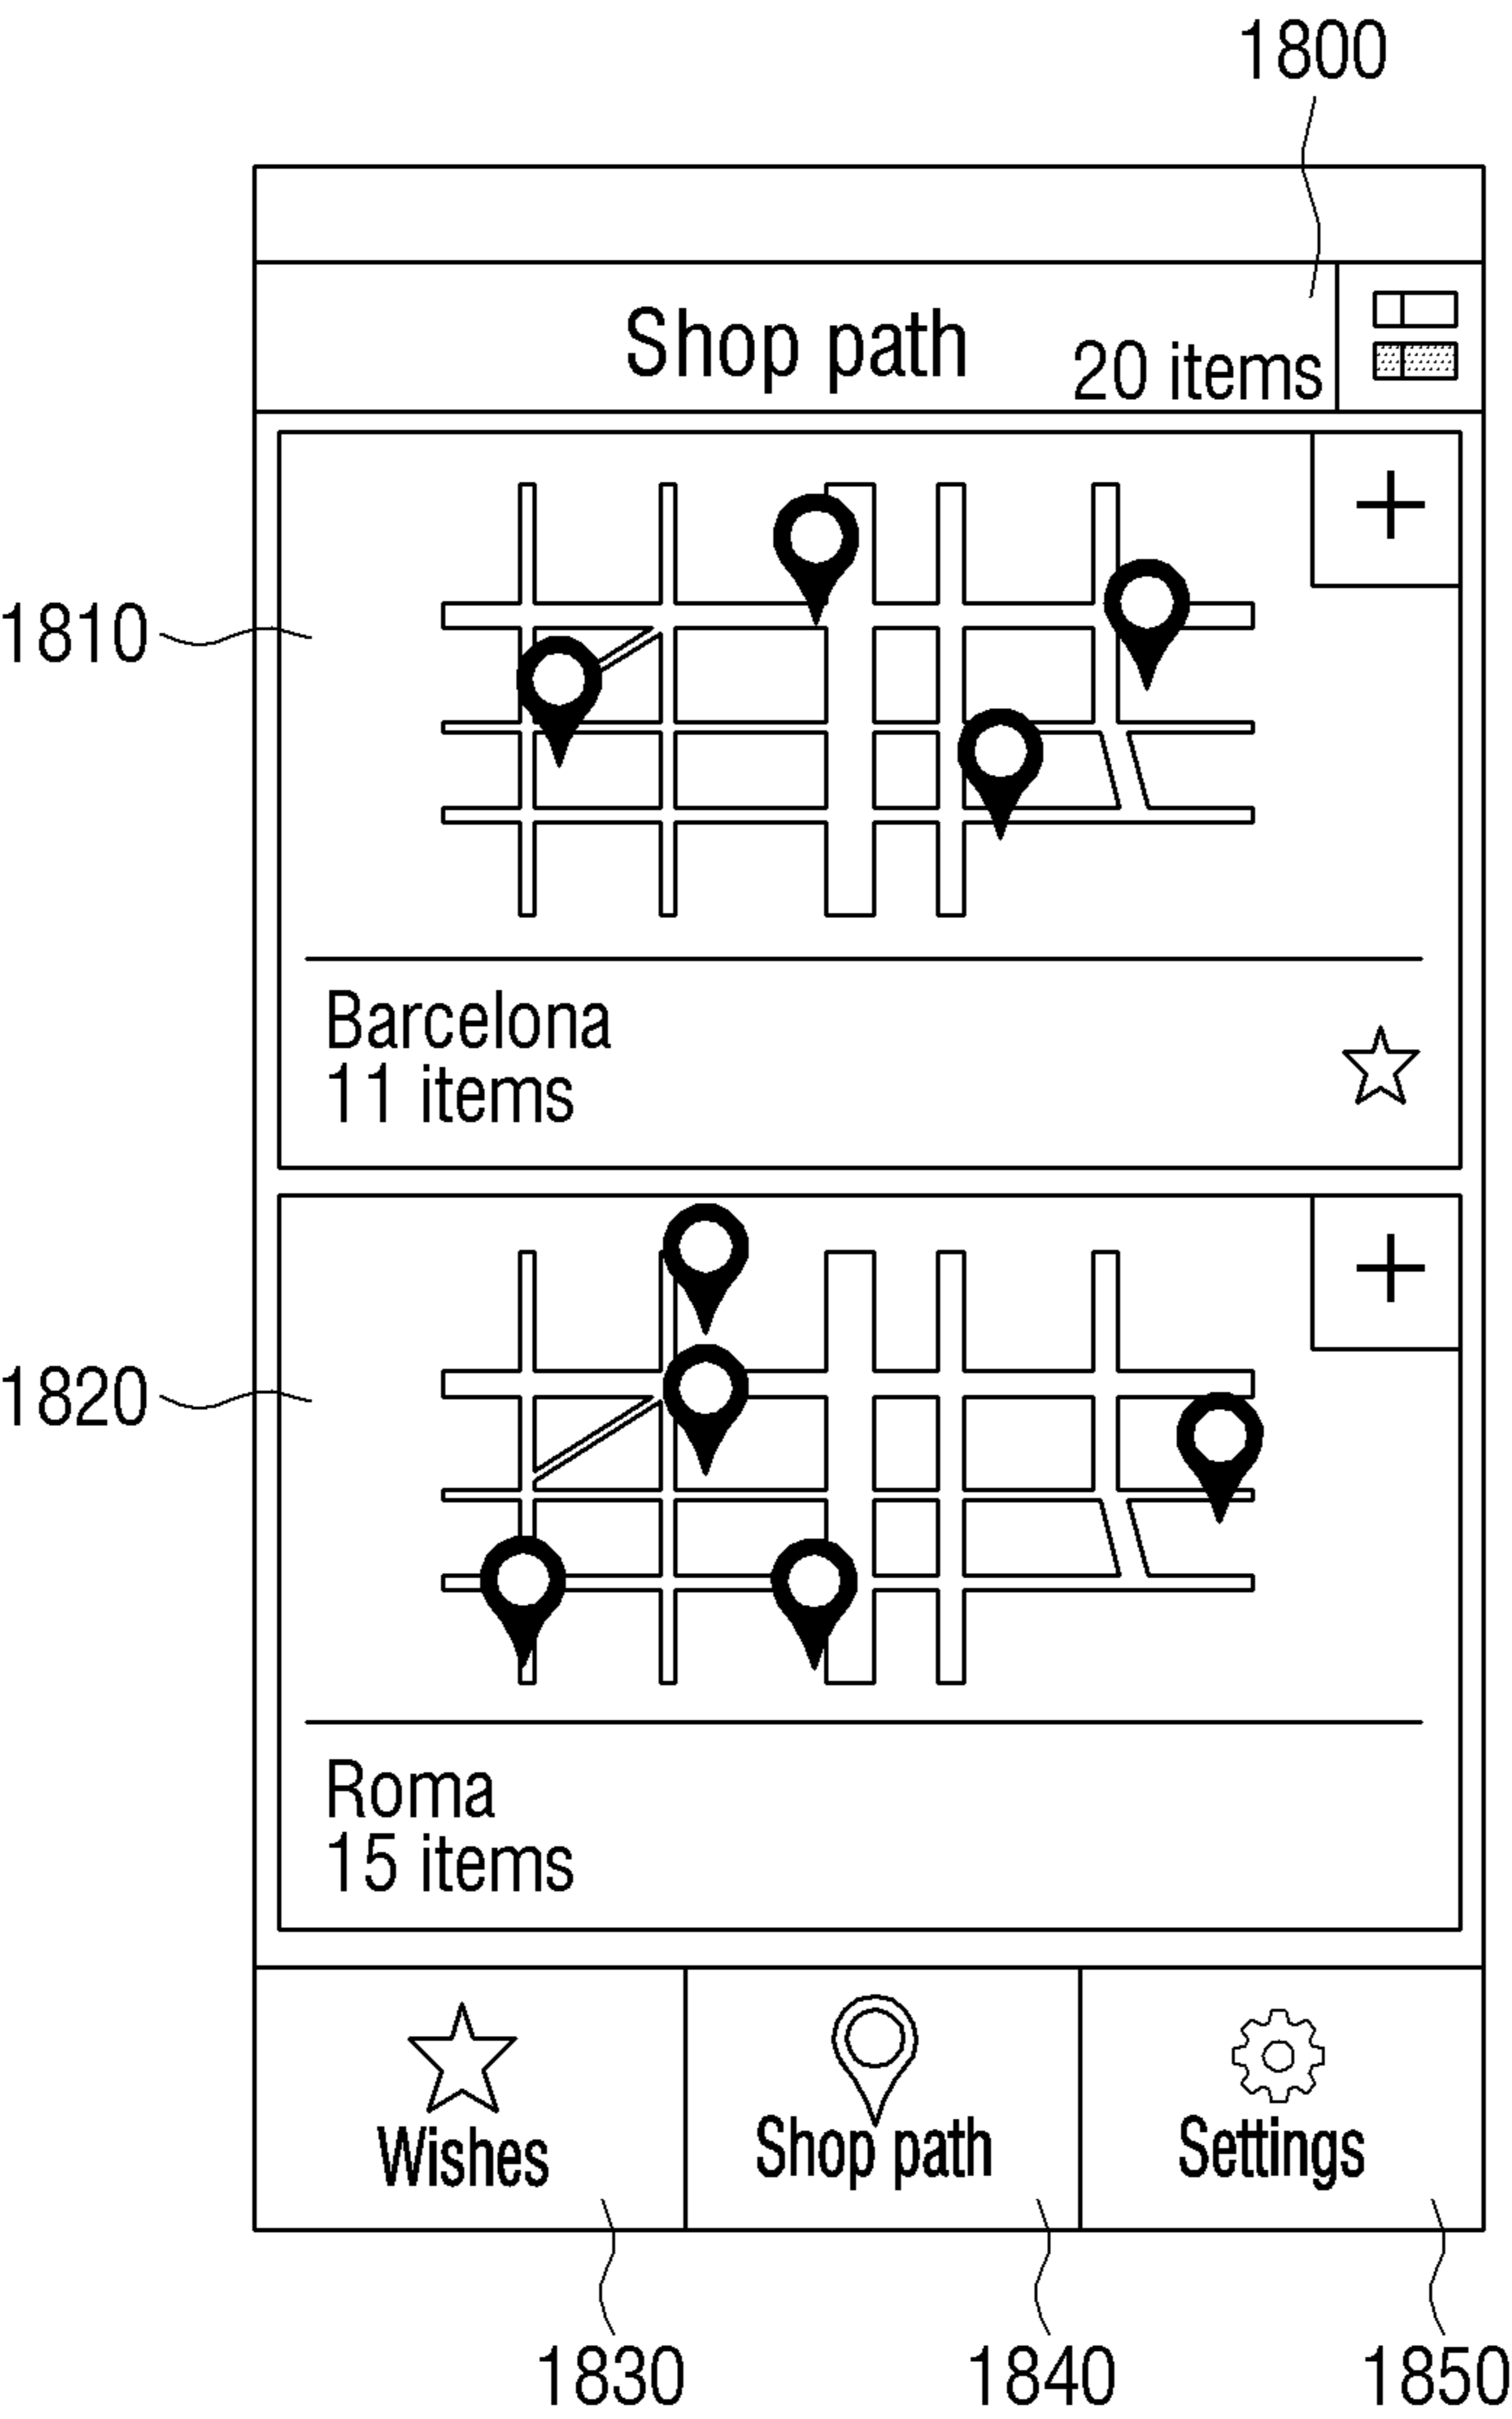 1800
Shop path
20 items
1810
Barcelona
11 items
1820
Roma
15 items
Wishes
Shop path
Settings
1830
1840
1850